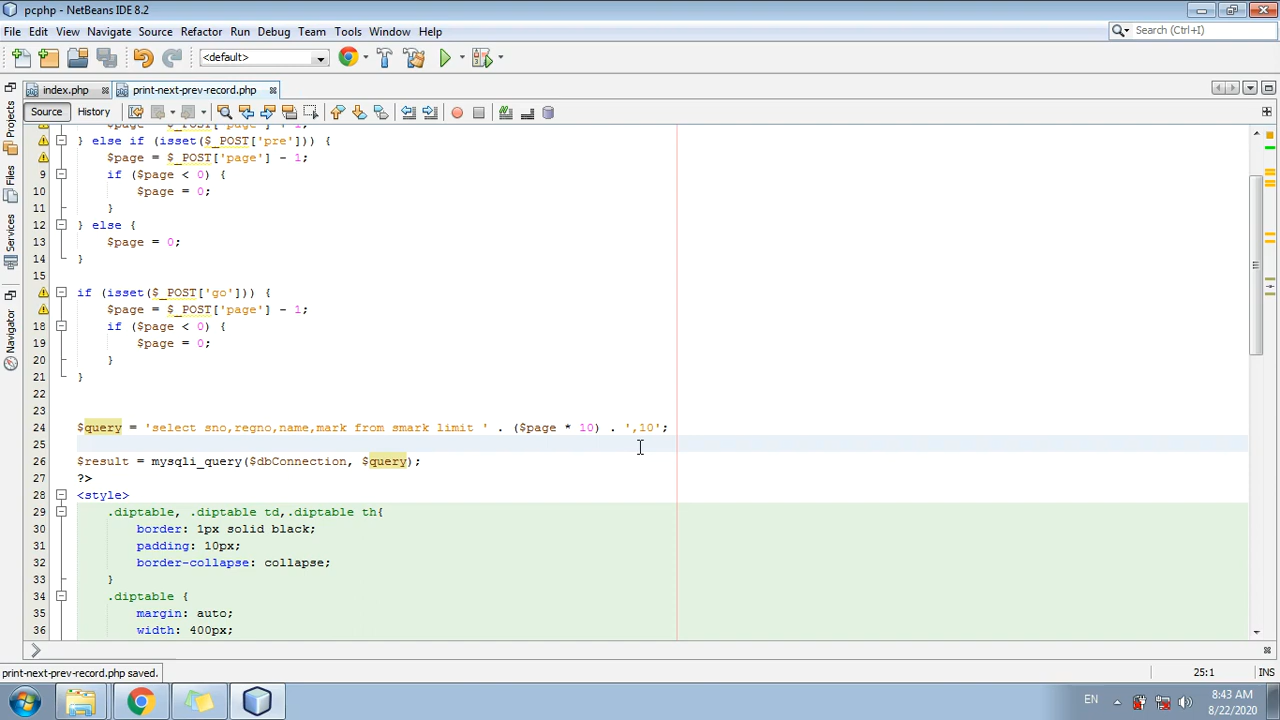 pcphp - NetBeans IDE 8.2
File Edit View Navigate Source Refactor Run Debug Team Tools Window Help
Search (Ctrl+I)
<default>
index.php
print-next-prev-record.php
Source History
Projects
Files
Services
Navigator
} else if (isset($_POST['pre'])) {
$page = $_POST['page'] - 1;
9 if ($page < 0) {
10 $page = 0;
11 }
12 } else {
13 $page = 0;
14 }
15
if (isset($_POST['go'])) {
$page = $_POST['page'] - 1;
18 if ($page < 0) {
19 $page = 0;
20 }
21 }
22
23
24 $query = 'select sno,regno,name,mark from smark limit ' . ($page * 10) . ',10';
25
26 $result = mysqli_query($dbConnection, $query);
27 ?>
28 <style>
29 .diptable, .diptable td,.diptable th{
30 border: 1px solid black;
31 padding: 10px;
32 border-collapse: collapse;
33 }
34 .diptable {
35 margin: auto;
36 width: 400px;
print-next-prev-record.php saved.
25:1 INS
EN
8:43 AM
8/22/2020